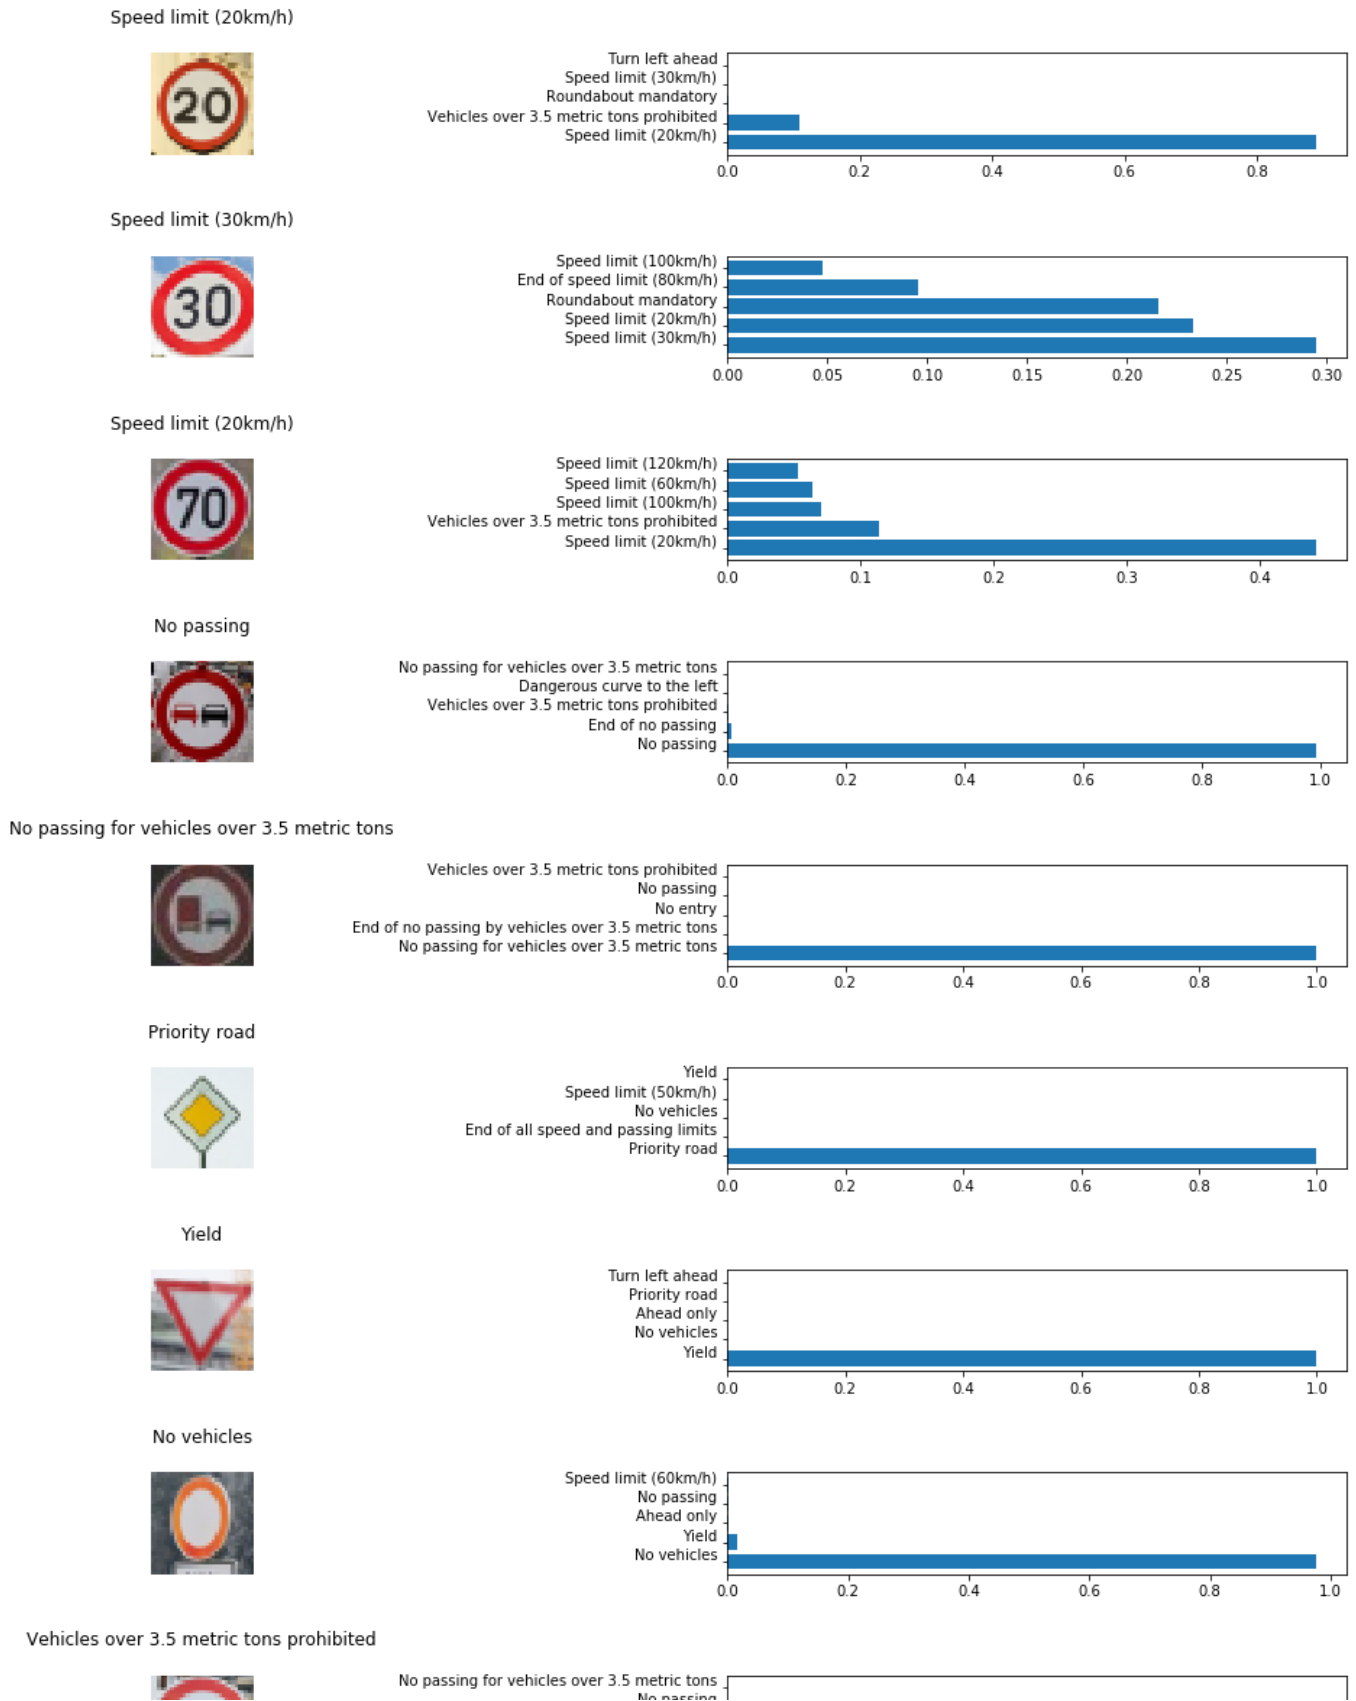 Speed limit (20km/h)
20
Turn left ahead
Speed limit (30km/h)
Roundabout mandatory
Vehicles over 3.5 metric tons prohibited
Speed limit (20km/h)
0.0 0.2 0.4 0.6 0.8
Speed limit (30km/h)
30
Speed limit (100km/h)
End of speed limit (80km/h)
Roundabout mandatory
Speed limit (20km/h)
Speed limit (30km/h)
0.00 0.05 0.10 0.15 0.20 0.25 0.30
Speed limit (20km/h)
70
Speed limit (120km/h)
Speed limit (60km/h)
Speed limit (100km/h)
Vehicles over 3.5 metric tons prohibited
Speed limit (20km/h)
0.0 0.1 0.2 0.3 0.4
No passing
No passing for vehicles over 3.5 metric tons
Dangerous curve to the left
Vehicles over 3.5 metric tons prohibited
End of no passing
No passing
0.0 0.2 0.4 0.6 0.8 1.0
No passing for vehicles over 3.5 metric tons
Vehicles over 3.5 metric tons prohibited
No passing
No entry
End of no passing by vehicles over 3.5 metric tons
No passing for vehicles over 3.5 metric tons
0.0 0.2 0.4 0.6 0.8 1.0
Priority road
Yield
Speed limit (50km/h)
No vehicles
End of all speed and passing limits
Priority road
0.0 0.2 0.4 0.6 0.8 1.0
Yield
Turn left ahead
Priority road
Ahead only
No vehicles
Yield
0.0 0.2 0.4 0.6 0.8 1.0
No vehicles
Speed limit (60km/h)
No passing
Ahead only
Yield
No vehicles
0.0 0.2 0.4 0.6 0.8 1.0
Vehicles over 3.5 metric tons prohibited
No passing for vehicles over 3.5 metric tons
No passing